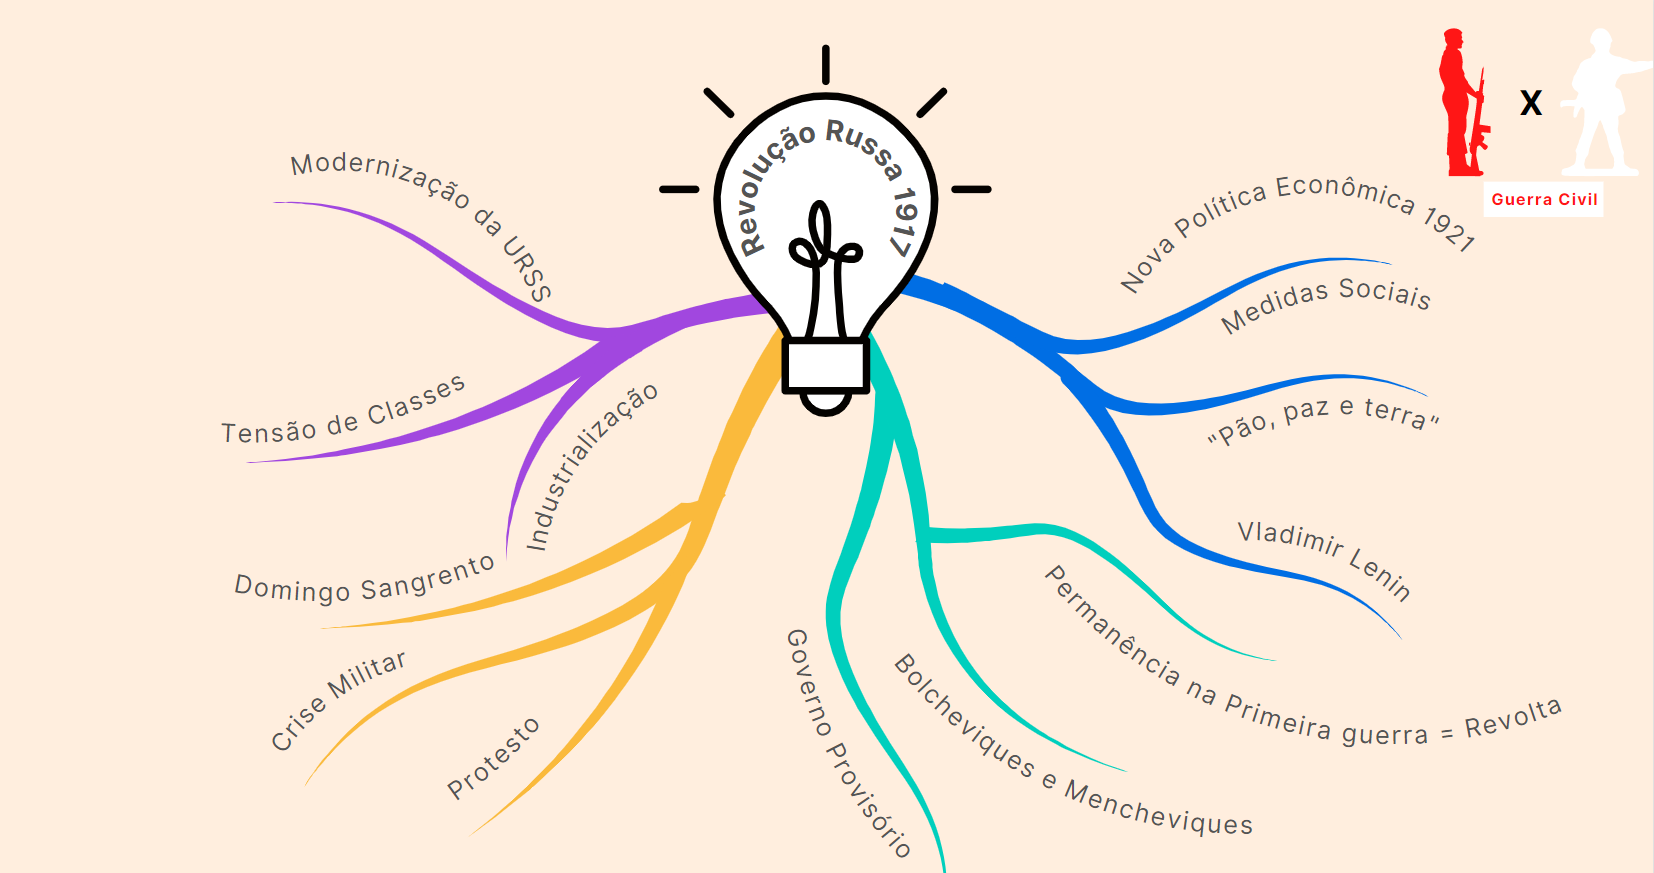 Revolução Russa 1917
Modernização da URSS
Tensão de Classes
Industrialização
Domingo Sangrento
Crise Militar
Protesto
Governo Provisório
Bolcheviques e Mencheviques
Permanência na Primeira guerra = Revolta
X
Guerra Civil
Nova Política Econômica 1921
Medidas Sociais
"Pão, paz e terra"
Vladimir Lenin